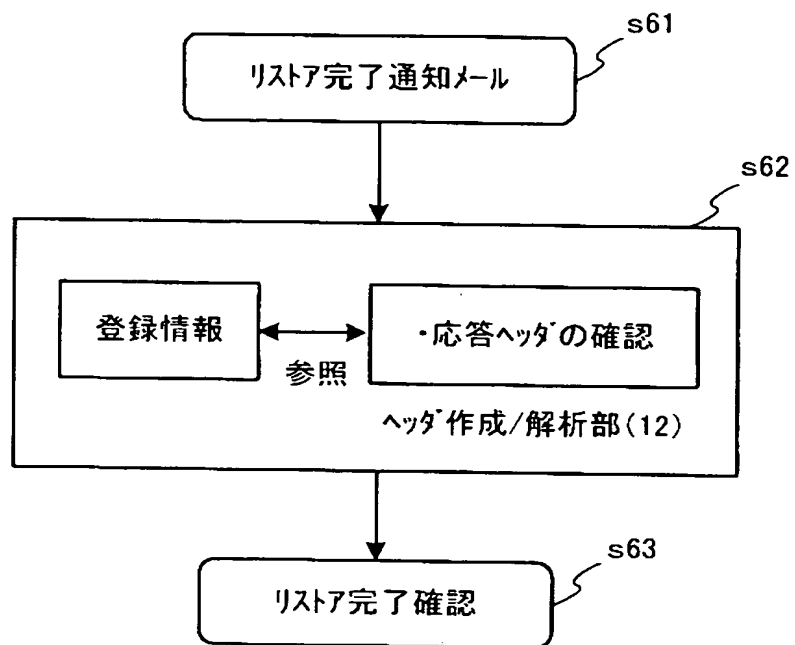 s61
ﾘｽﾄｱ完了通知ﾒｰﾙ
s62
登録情報
・応答ﾍｯﾀﾞの確認
参照
ﾍｯﾀﾞ作成/解析部(12)
s63
ﾘｽﾄｱ完了確認